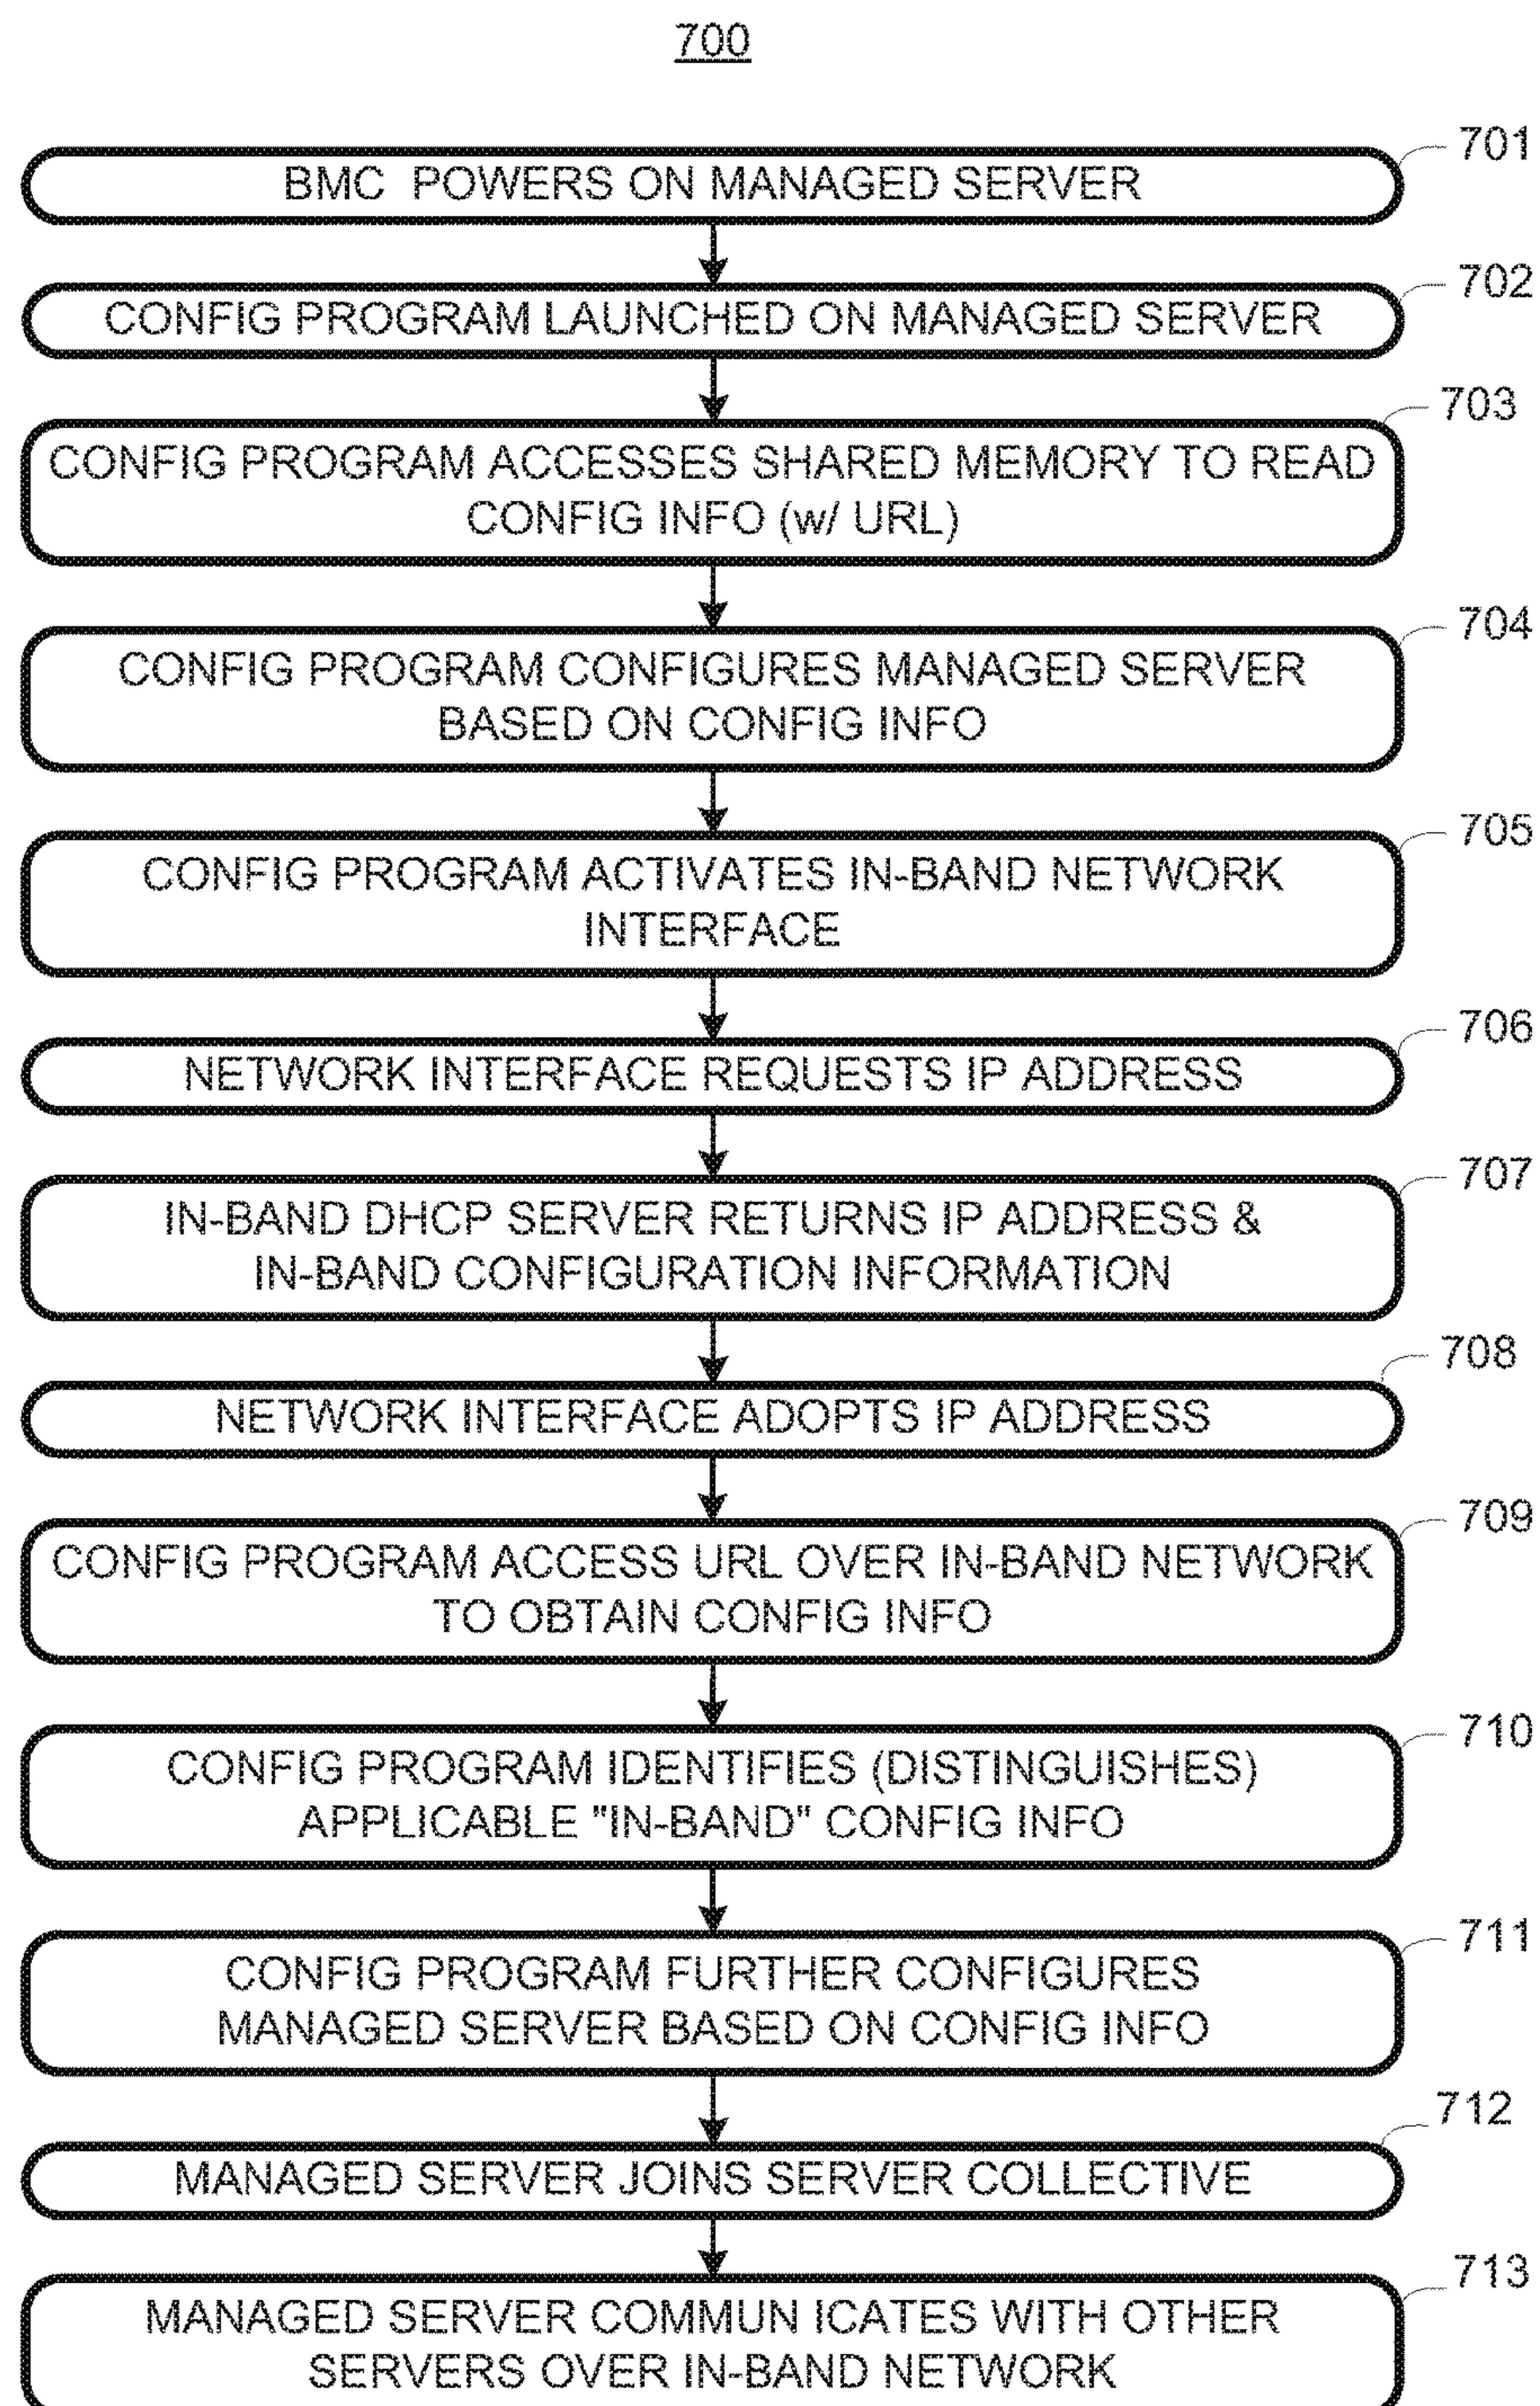 700
701
BMC POWERS ON MANAGED SERVER
702
CONFIG PROGRAM LAUNCHED ON MANAGED SERVER
703
CONFIG PROGRAM ACCESSES SHARED MEMORY TO READ
CONFIG INFO (w/ URL)
704
CONFIG PROGRAM CONFIGURES MANAGED SERVER
BASED ON CONFIG INFO
705
CONFIG PROGRAM ACTIVATES IN-BAND NETWORK
INTERFACE
706
NETWORK INTERFACE REQUESTS IP ADDRESS
707
IN-BAND DHCP SERVER RETURNS IP ADDRESS &
IN-BAND CONFIGURATION INFORMATION
708
NETWORK INTERFACE ADOPTS IP ADDRESS
709
CONFIG PROGRAM ACCESS URL OVER IN-BAND NETWORK
TO OBTAIN CONFIG INFO
710
CONFIG PROGRAM IDENTIFIES (DISTINGUISHES)
APPLICABLE "IN-BAND" CONFIG INFO
711
CONFIG PROGRAM FURTHER CONFIGURES
MANAGED SERVER BASED ON CONFIG INFO
712
MANAGED SERVER JOINS SERVER COLLECTIVE
713
MANAGED SERVER COMMUN ICATES WITH OTHER
SERVERS OVER IN-BAND NETWORK